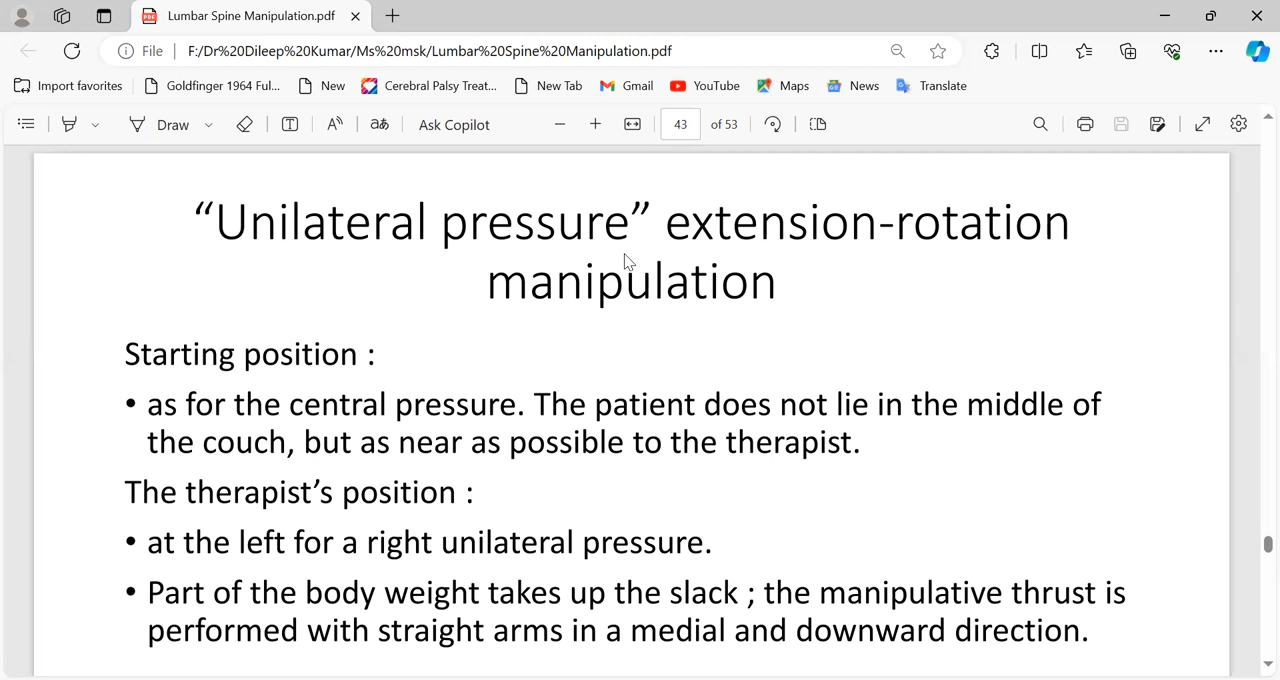 Lumbar Spine Manipulation.pdf
File
F:/Dr%20Dileep%20Kumar/Ms%20msk/Lumbar%20Spine%20Manipulation.pdf
Import favorites
Goldfinger 1964 Ful...
New
Cerebral Palsy Treat...
New Tab
Gmail
YouTube
Maps
News
Translate
Draw
Ask Copilot
43 of 53
“Unilateral pressure” extension-rotation
manipulation
Starting position :
• as for the central pressure. The patient does not lie in the middle of
the couch, but as near as possible to the therapist.
The therapist’s position :
• at the left for a right unilateral pressure.
• Part of the body weight takes up the slack ; the manipulative thrust is
performed with straight arms in a medial and downward direction.